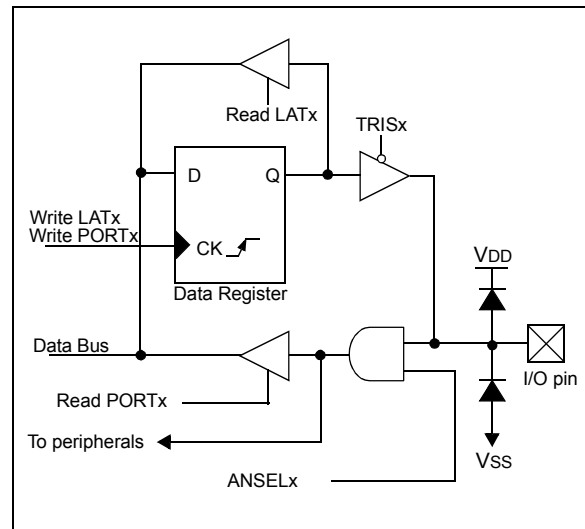 Read LATx
TRISx
D
Q
Write LATx
Write PORTx
CK
Data Register
VDD
Data Bus
I/O pin
Read PORTx
To peripherals
VSS
ANSELx